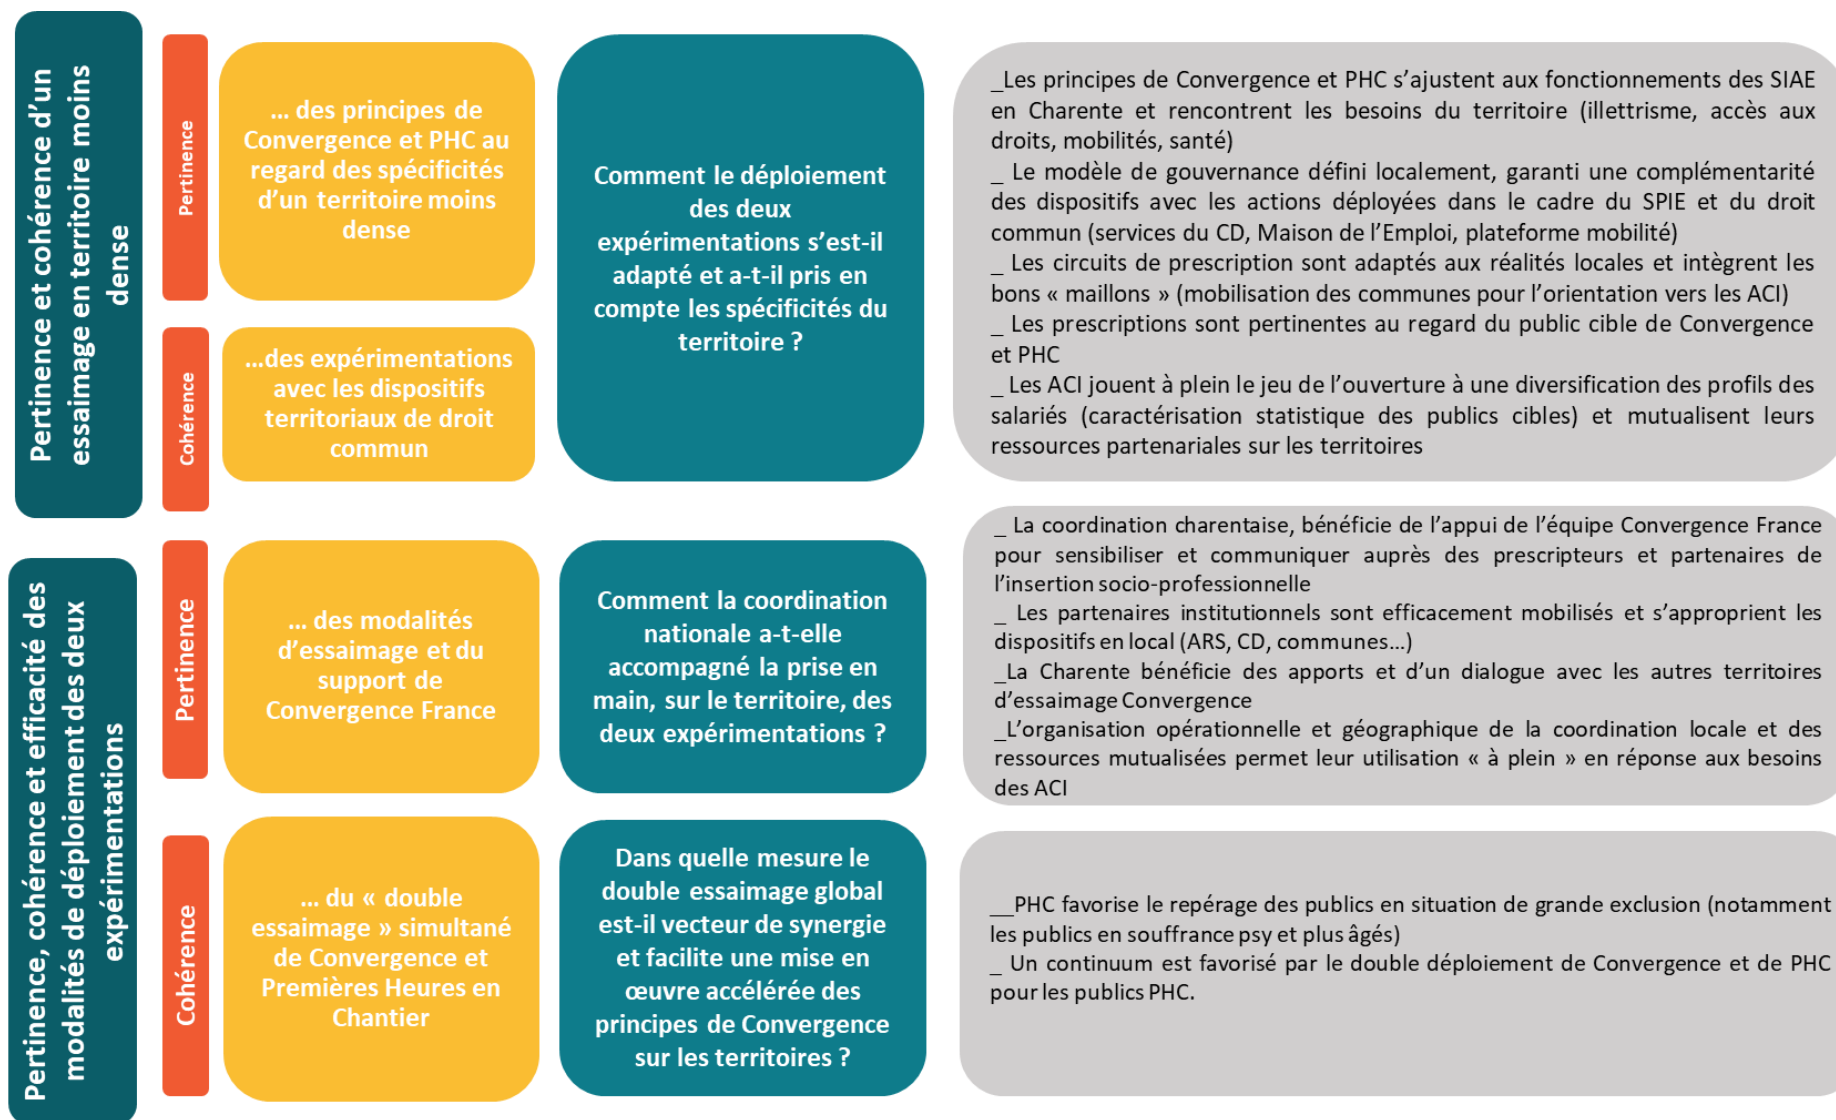 Pertinence et cohérence d’un
essaimage en territoire moins
dense
Pertinence
... des principes de
Convergence et PHC au
regard des spécificités
d’un territoire moins
dense
Cohérence
...des expérimentations
avec les dispositifs
territoriaux de droit
commun
Comment le déploiement
des deux
expérimentations s’est-il
adapté et a-t-il pris en
compte les spécificités du
territoire ?
_Les principes de Convergence et PHC s’ajustent aux fonctionnements des SIAE
en Charente et rencontrent les besoins du territoire (illettrisme, accès aux
droits, mobilités, santé)
_ Le modèle de gouvernance défini localement, garanti une complémentarité
des dispositifs avec les actions déployées dans le cadre du SPIE et du droit
commun (services du CD, Maison de l’Emploi, plateforme mobilité)
_ Les circuits de prescription sont adaptés aux réalités locales et intègrent les
bons « maillons » (mobilisation des communes pour l’orientation vers les ACI)
_ Les prescriptions sont pertinentes au regard du public cible de Convergence
et PHC
_ Les ACI jouent à plein le jeu de l’ouverture à une diversification des profils des
salariés (caractérisation statistique des publics cibles) et mutualisent leurs
ressources partenariales sur les territoires
Pertinence, cohérence et efficacité des
modalités de déploiement des deux
expérimentations
Pertinence
... des modalités
d’essaimage et du
support de
Convergence France
Comment la coordination
nationale a-t-elle
accompagné la prise en
main, sur le territoire, des
deux expérimentations ?
_ La coordination charentaise, bénéficie de l’appui de l’équipe Convergence France
pour sensibiliser et communiquer auprès des prescripteurs et partenaires de
l’insertion socio-professionnelle
_ Les partenaires institutionnels sont efficacement mobilisés et s’approprient les
dispositifs en local (ARS, CD, communes…)
_La Charente bénéficie des apports et d’un dialogue avec les autres territoires
d’essaimage Convergence
_L’organisation opérationnelle et géographique de la coordination locale et des
ressources mutualisées permet leur utilisation « à plein » en réponse aux besoins
des ACI
Cohérence
... du « double
essaimage » simultané
de Convergence et
Premières Heures en
Chantier
Dans quelle mesure le
double essaimage global
est-il vecteur de synergie
et facilite une mise en
œuvre accélérée des
principes de Convergence
sur les territoires ?
__PHC favorise le repérage des publics en situation de grande exclusion (notamment
les publics en souffrance psy et plus âgés)
_ Un continuum est favorisé par le double déploiement de Convergence et de PHC
pour les publics PHC.